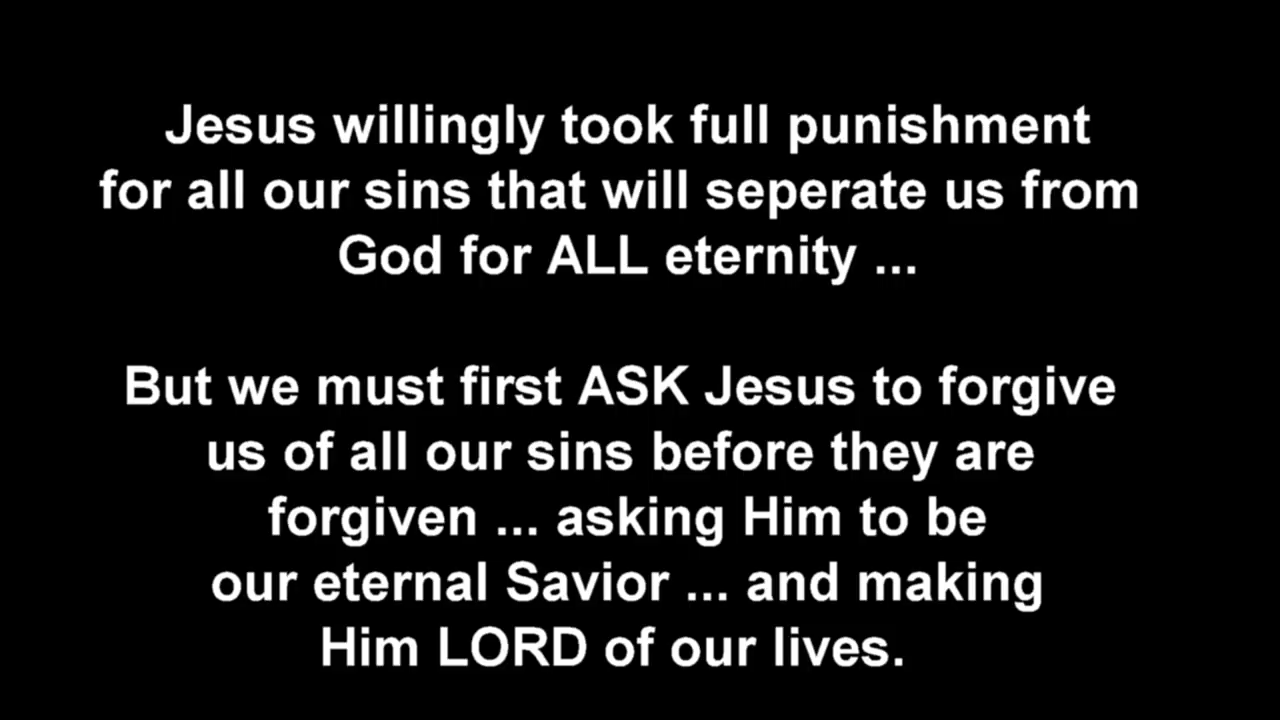 Jesus willingly took full punishment
for all our sins that will seperate us from
God for ALL eternity ...
But we must first ASK Jesus to forgive
us of all our sins before they are
forgiven ... asking Him to be
our eternal Savior ... and making
Him LORD of our lives.